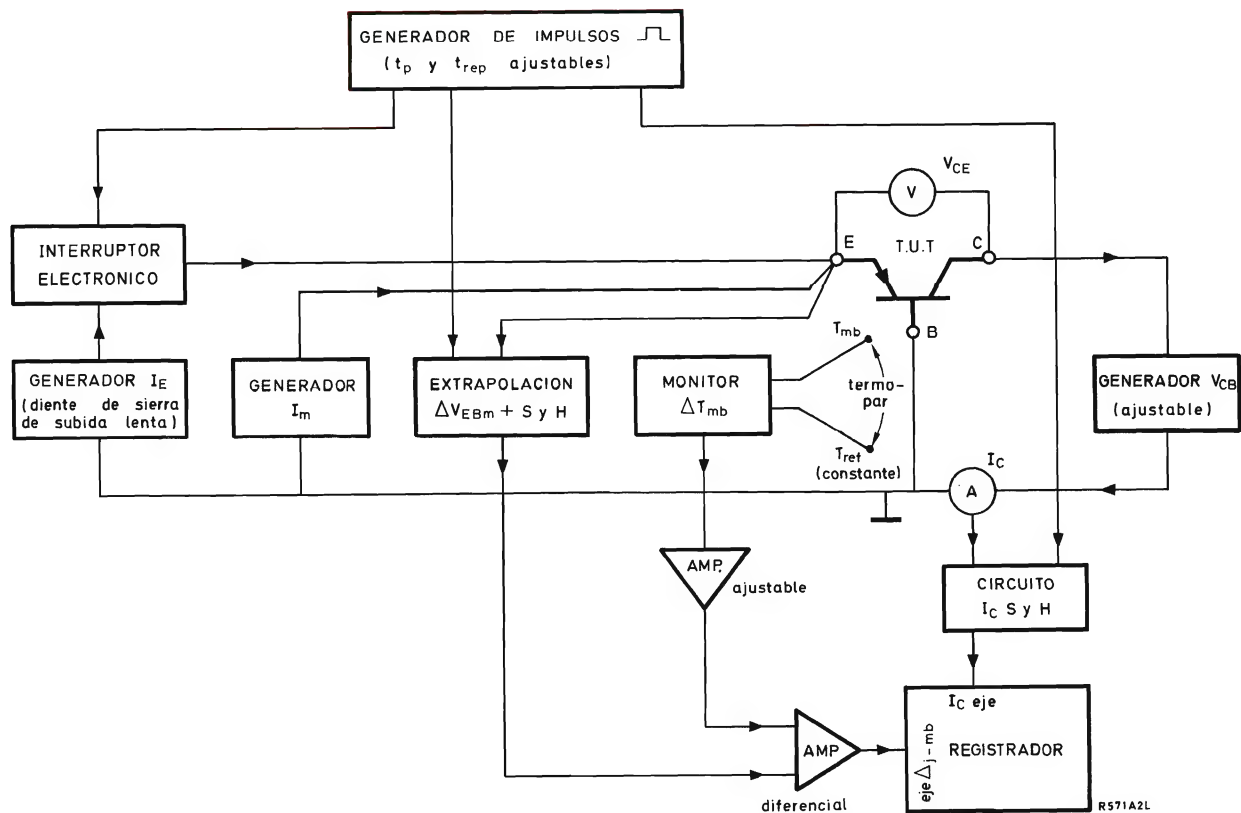 GENERADOR DE IMPULSOS
(tp y trep ajustables)
VCE
V
INTERRUPTOR
ELECTRONICO
E
T.U.T
C
B
Tmb
termo-
par
Tref
(constante)
GENERADOR IE
(diente de sierra
de subida lenta)
GENERADOR
Im
EXTRAPOLACION
ΔVEBm + S y H
MONITOR
ΔTmb
GENERADOR VCB
(ajustable)
IC
A
AMP.
ajustable
CIRCUITO
IC S y H
IC eje
AMP
diferencial
eje Δj-mb
REGISTRADOR
R571A2L